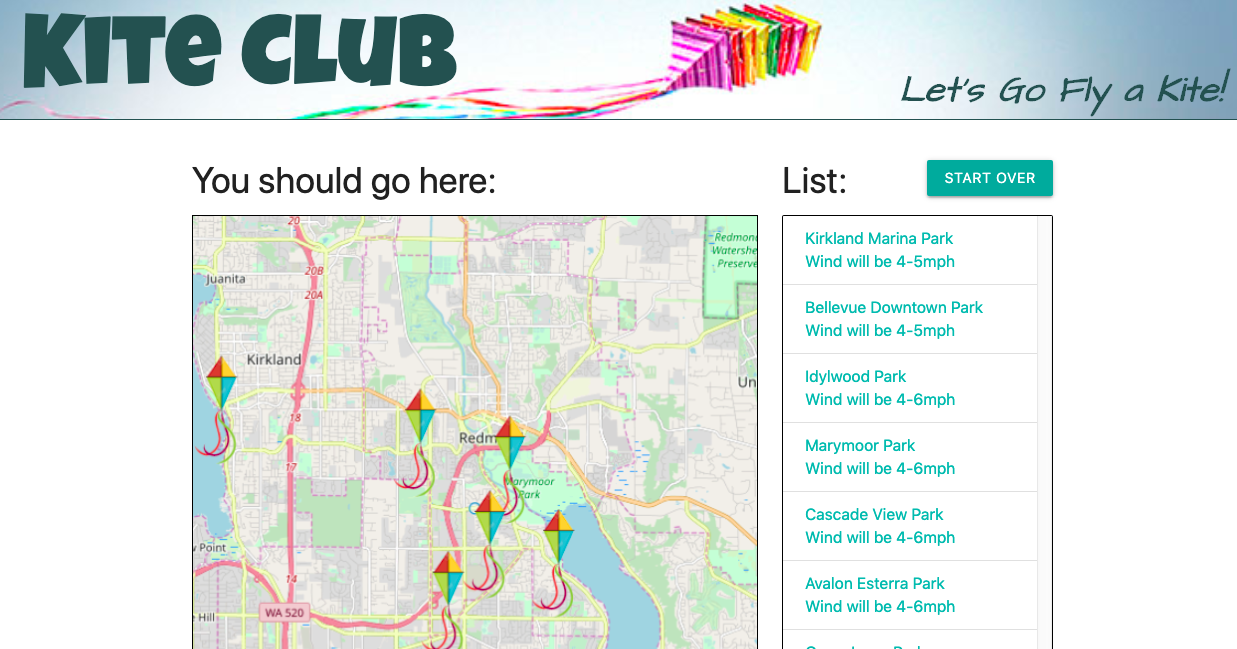 Kite Club
Let's Go Fly a Kite!
You should go here:
List:
START OVER
20
Redmond
Watershed
Preserve
Juanita
20B
20A
Kirkland
Un
18
Redm
17
Marymoor
Park
Point
14
WA 520
Hill
Kirkland Marina Park
Wind will be 4-5mph
Bellevue Downtown Park
Wind will be 4-5mph
Idylwood Park
Wind will be 4-6mph
Marymoor Park
Wind will be 4-6mph
Cascade View Park
Wind will be 4-6mph
Avalon Esterra Park
Wind will be 4-6mph